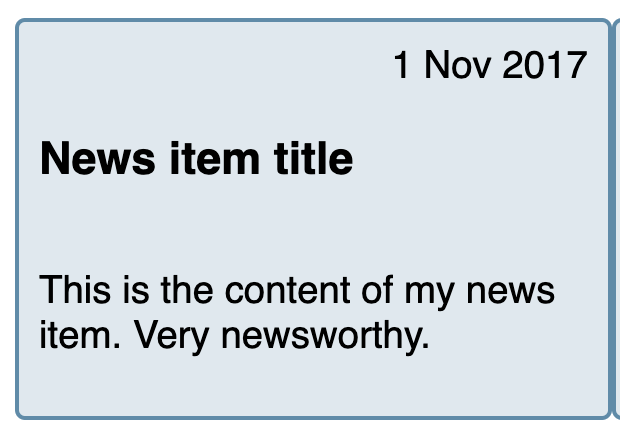 1 Nov 2017
News item title
This is the content of my news
item. Very newsworthy.